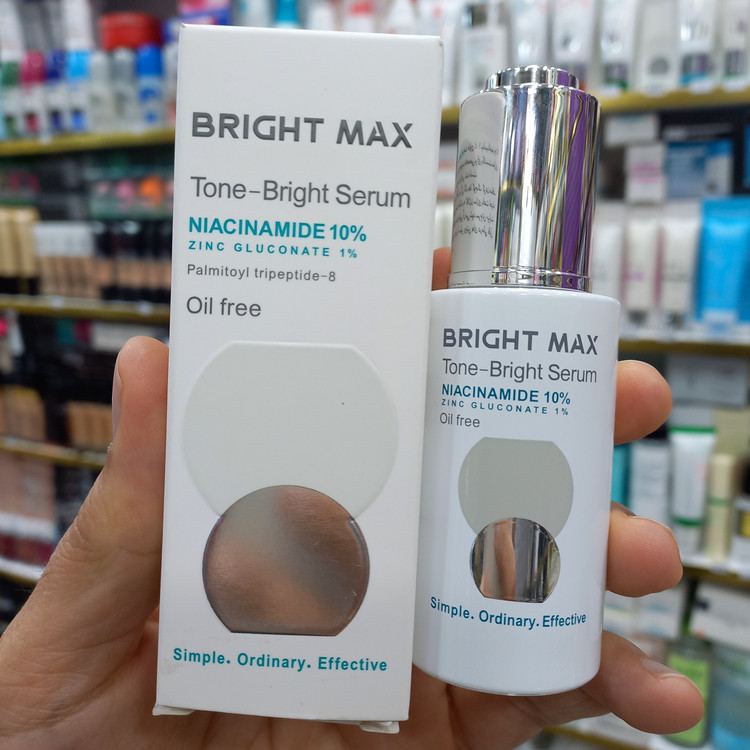 BRIGHT MAX
Tone-Bright Serum
NIACINAMIDE 10%
ZINC GLUCONATE 1%
Palmitoyl tripeptide-8
Oil free
Simple. Ordinary. Effective
BRIGHT MAX
Tone-Bright Serum
NIACINAMIDE 10%
ZINC GLUCONATE 1%
Oil free
Simple. Ordinary. Effective